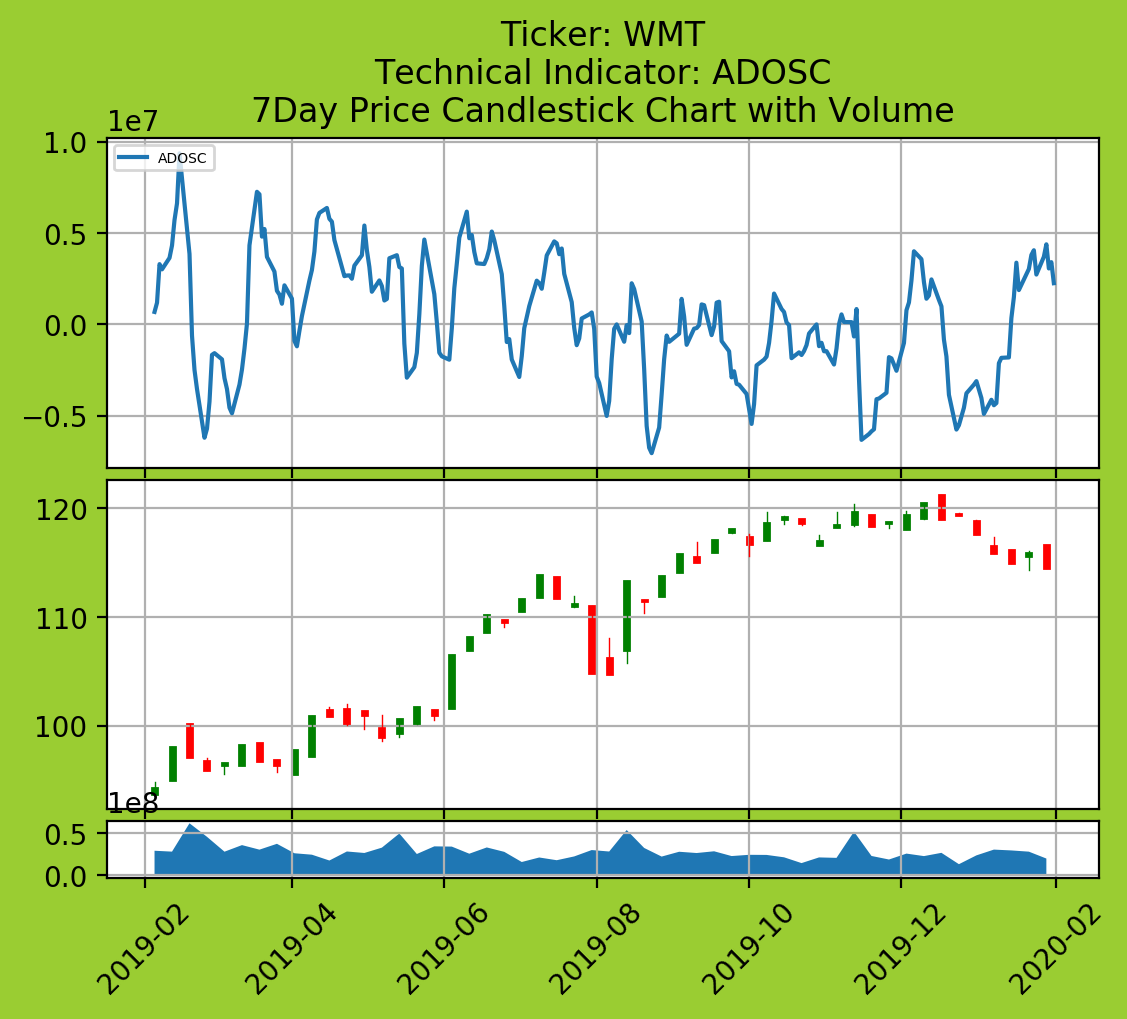 Ticker: WMT
Technical Indicator: ADOSC
7Day Price Candlestick Chart with Volume
1e7
ADOSC
1.0
0.5
0.0
−0.5
120
110
100
1e8
0.5
0.0
2019-02
2019-04
2019-06
2019-08
2019-10
2019-12
2020-02